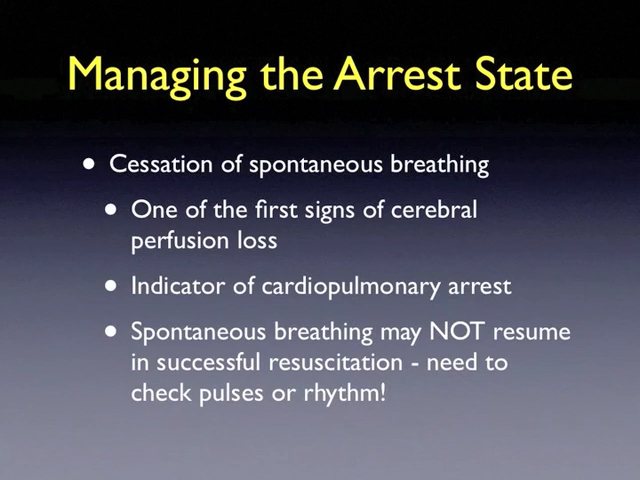 Managing the Arrest State
• Cessation of spontaneous breathing
• One of the first signs of cerebral
perfusion loss
• Indicator of cardiopulmonary arrest
• Spontaneous breathing may NOT resume
in successful resuscitation - need to
check pulses or rhythm!